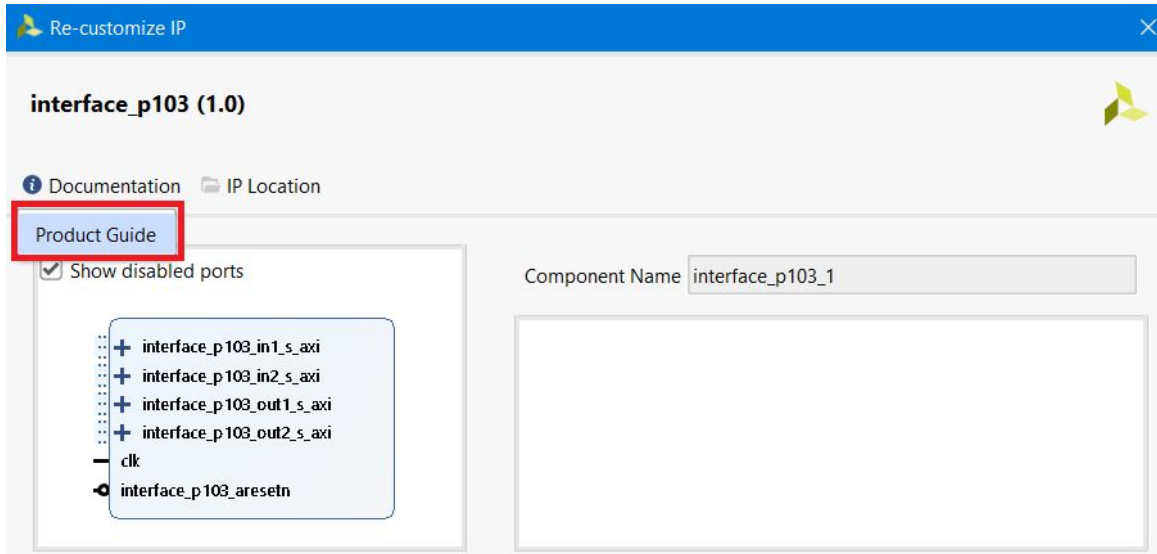 Re-customize IP
interface_p103 (1.0)
Documentation IP Location
Product Guide
Show disabled ports
Component Name interface_p103_1
interface_p103_in1_s_axi
interface_p103_in2_s_axi
interface_p103_out1_s_axi
interface_p103_out2_s_axi
clk
interface_p103_aresetn